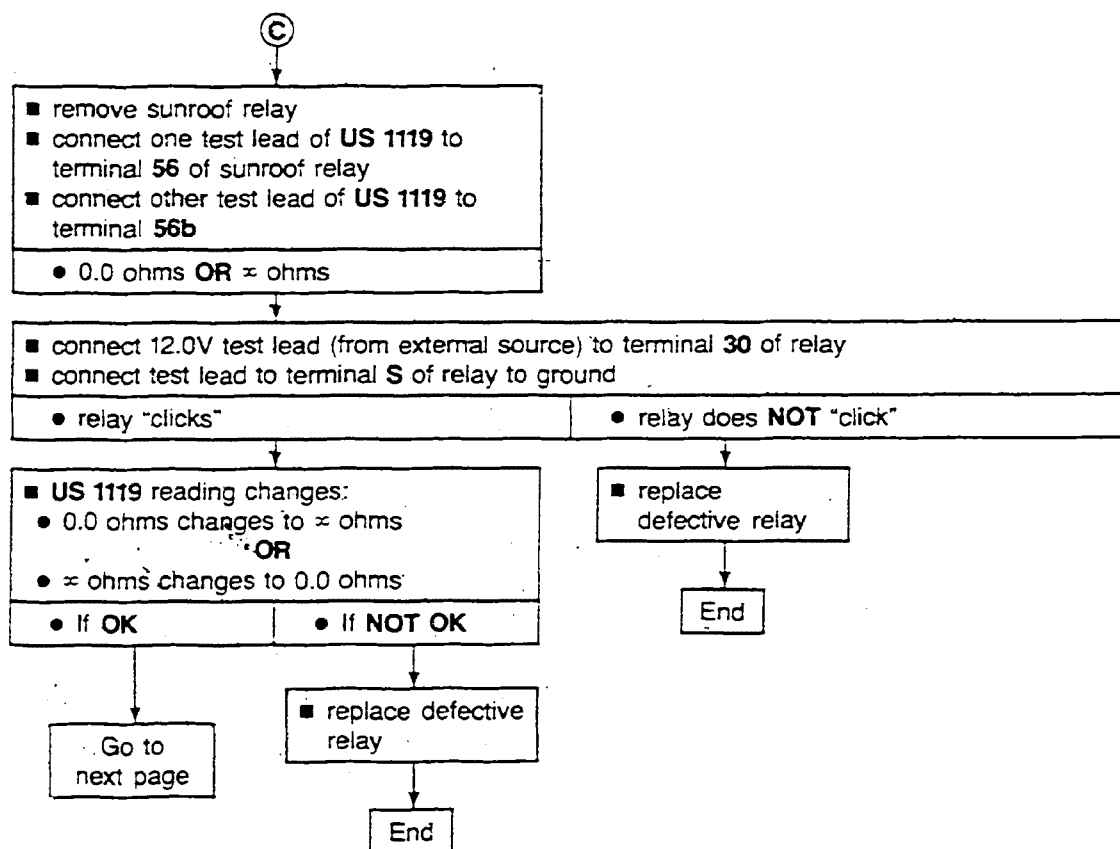 C
■ remove sunroof relay
■ connect one test lead of US 1119 to
terminal 56 of sunroof relay
■ connect other test lead of US 1119 to
terminal 56b
● 0.0 ohms OR ∞ ohms
■ connect 12.0V test lead (from external source) to terminal 30 of relay
■ connect test lead to terminal S of relay to ground
● relay "clicks"
● relay does NOT "click"
■ US 1119 reading changes:
● 0.0 ohms changes to ∞ ohms
OR
● ∞ ohms changes to 0.0 ohms
■ replace
defective relay
End
● If OK
● If NOT OK
■ replace defective
relay
Go to
next page
End